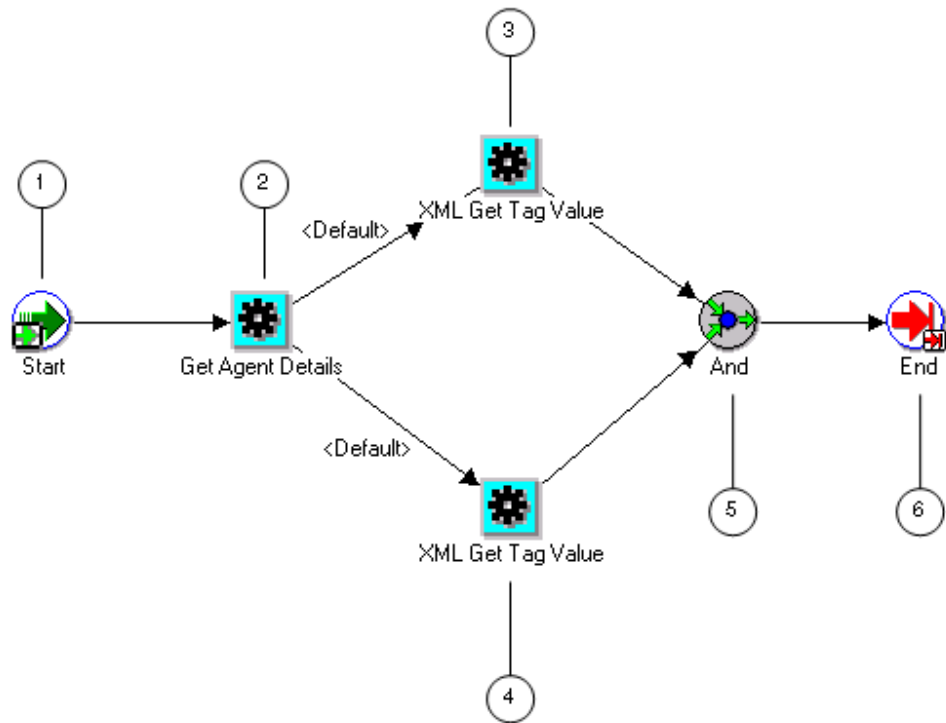 3
1
2
XML Get Tag Value
<Default>
Start
Get Agent Details
And
End
<Default>
5
6
XML Get Tag Value
4